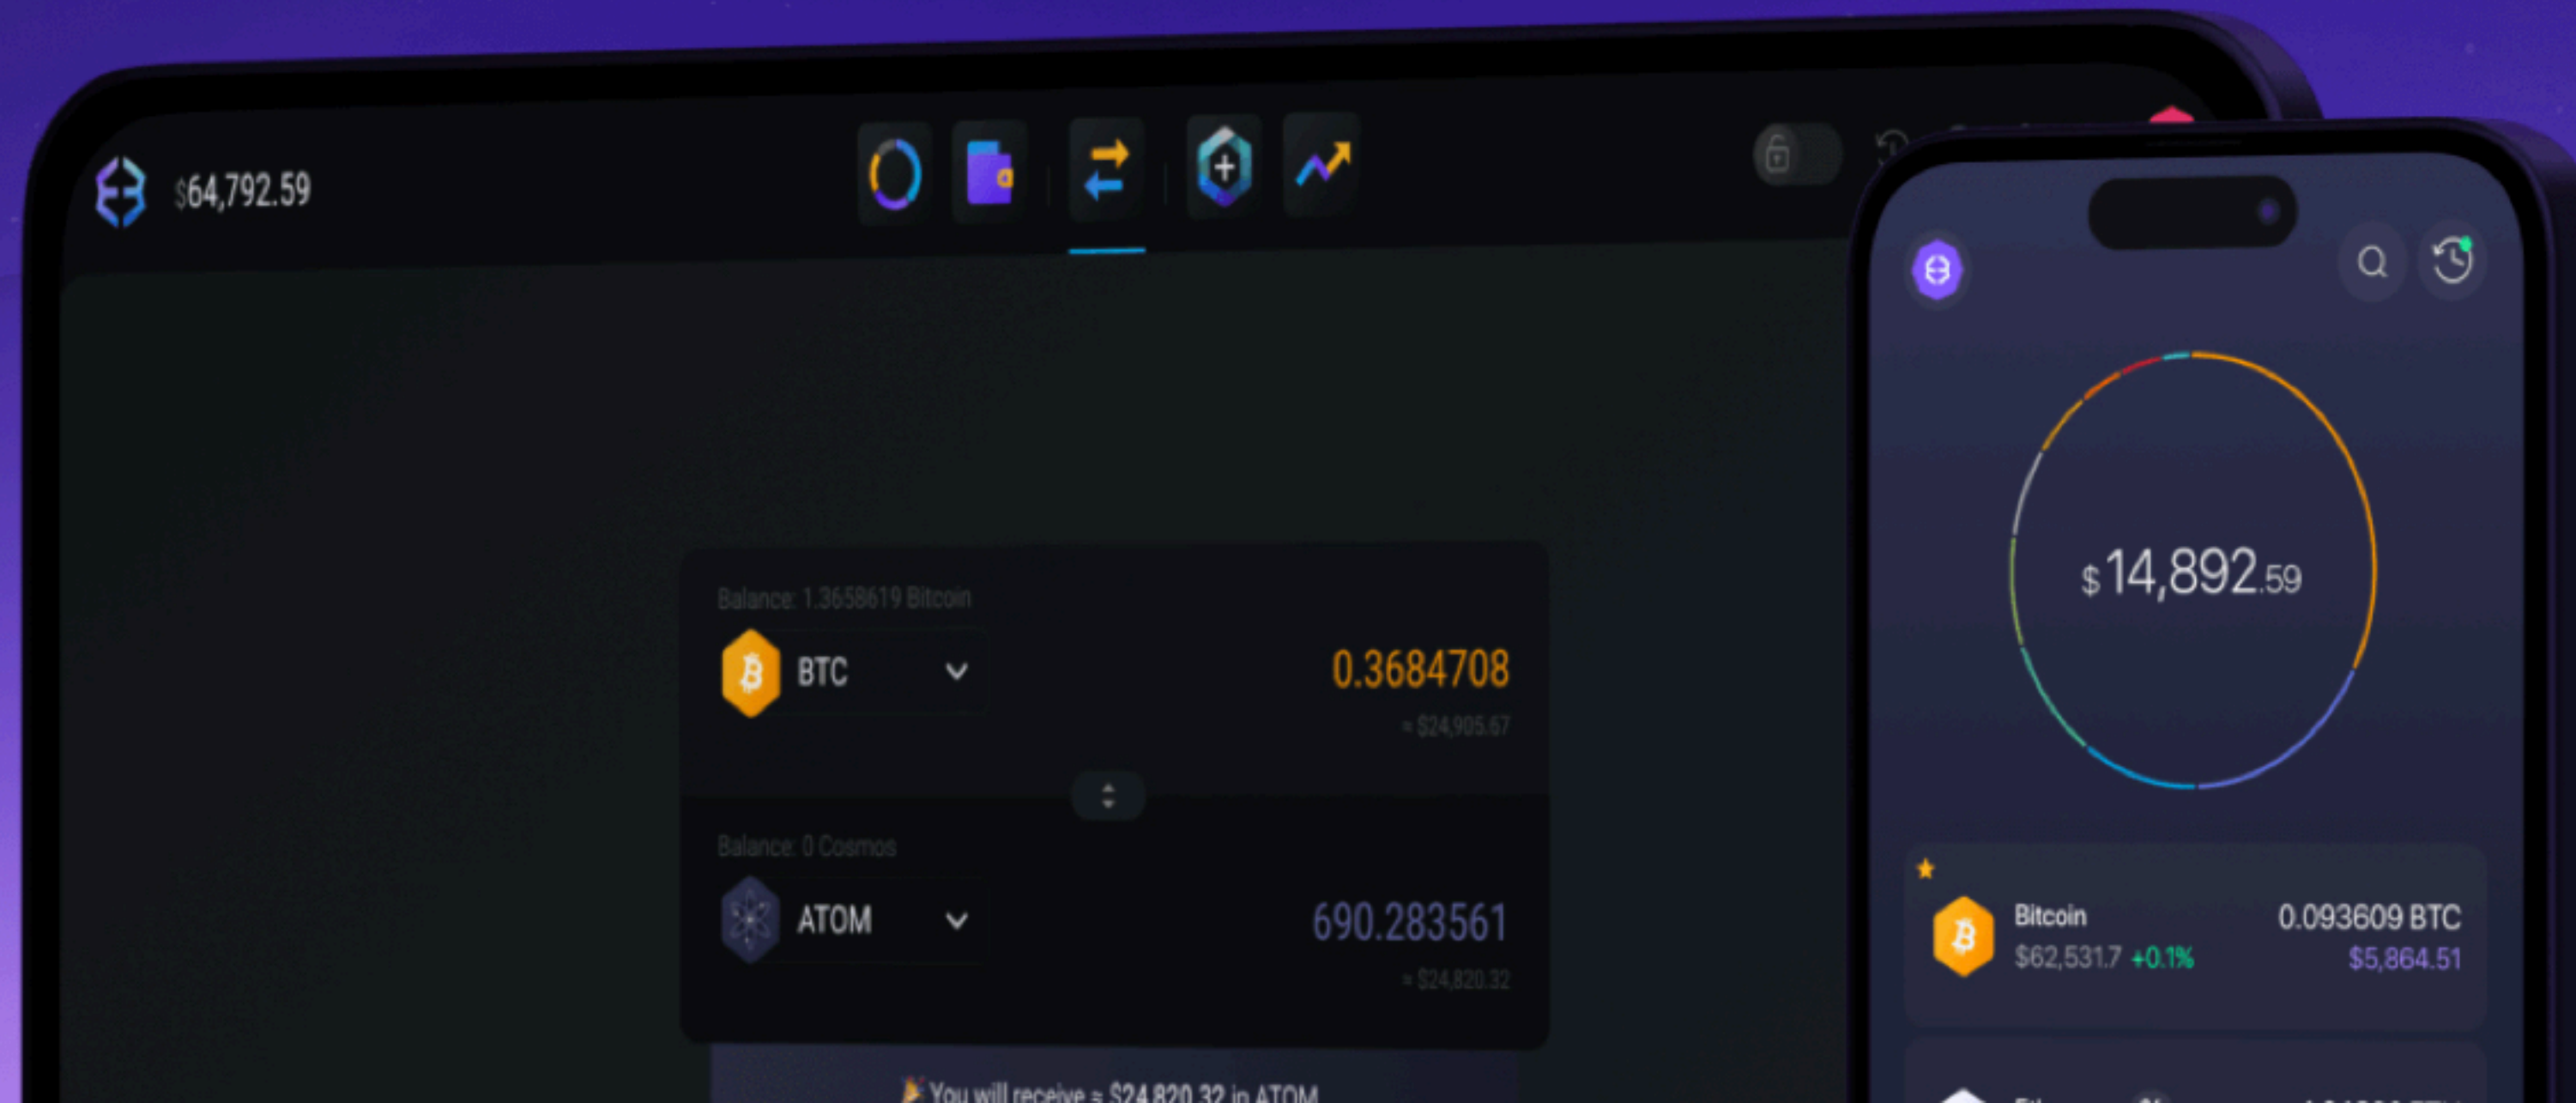 $64,792.59
Balance: 1.3658619 Bitcoin
BTC
0.3684708
≈ $24,905.67
Balance: 0 Cosmos
ATOM
690.283561
≈ $24,820.32
You will receive ≈ $24,820.32 in ATOM
$14,892.59
Bitcoin
0.093609 BTC
$62,531.7 +0.1%
$5,864.51